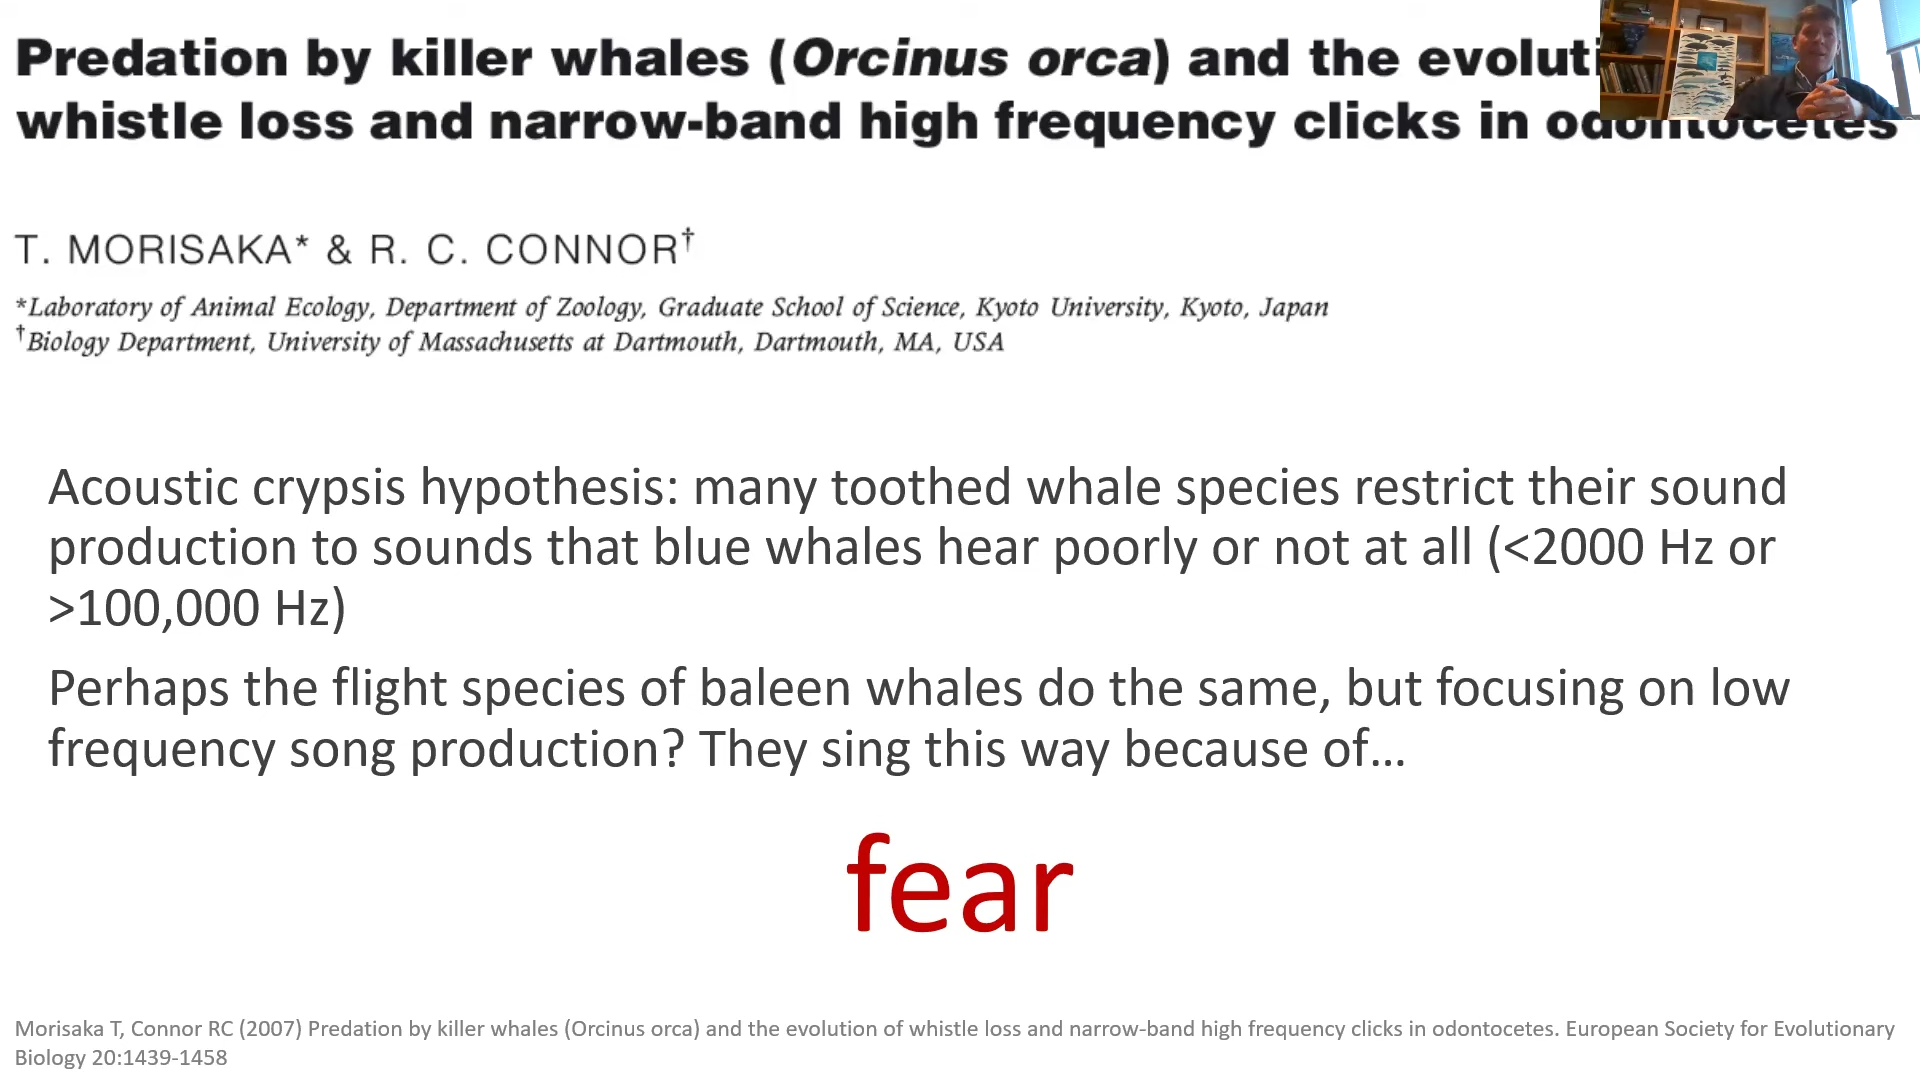 Predation by killer whales (Orcinus orca) and the evoluti
whistle loss and narrow-band high frequency clicks in odontocetes
T. MORISAKA* & R. C. CONNOR†
*Laboratory of Animal Ecology, Department of Zoology, Graduate School of Science, Kyoto University, Kyoto, Japan
†Biology Department, University of Massachusetts at Dartmouth, Dartmouth, MA, USA
Acoustic crypsis hypothesis: many toothed whale species restrict their sound
production to sounds that blue whales hear poorly or not at all (<2000 Hz or
>100,000 Hz)
Perhaps the flight species of baleen whales do the same, but focusing on low
frequency song production? They sing this way because of...
fear
Morisaka T, Connor RC (2007) Predation by killer whales (Orcinus orca) and the evolution of whistle loss and narrow-band high frequency clicks in odontocetes. European Society for Evolutionary
Biology 20:1439-1458